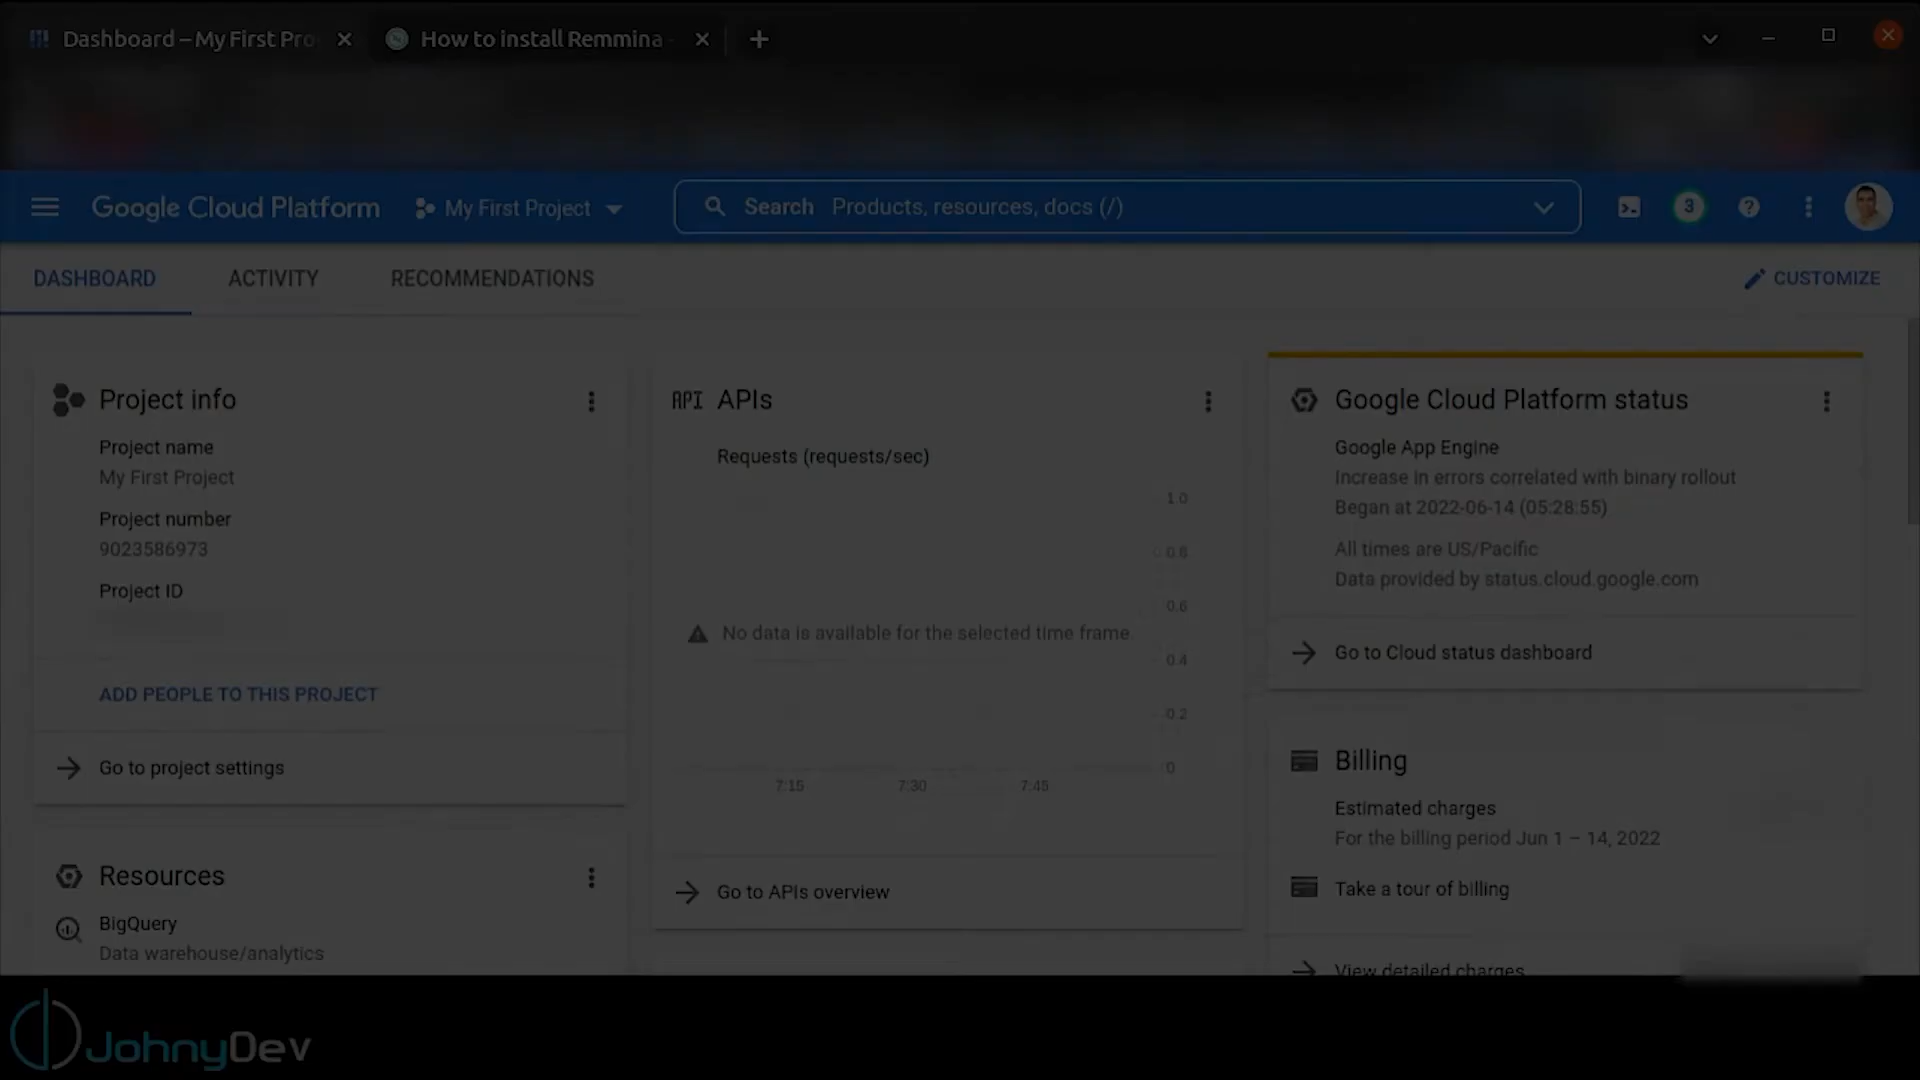 Dashboard – My First Pro
How to install Remmina -
Google Cloud Platform
My First Project
Search Products, resources, docs (/)
3
DASHBOARD
ACTIVITY
RECOMMENDATIONS
CUSTOMIZE
Project info
Project name
My First Project
Project number
9023586973
Project ID
ADD PEOPLE TO THIS PROJECT
Go to project settings
Resources
BigQuery
Data warehouse/analytics
API APIs
Requests (requests/sec)
1.0
0.8
0.6
0.4
0.2
0
No data is available for the selected time frame.
7:15
7:30
7:45
Go to APIs overview
Google Cloud Platform status
Google App Engine
Increase in errors correlated with binary rollout
Began at 2022-06-14 (05:28:55)
All times are US/Pacific
Data provided by status.cloud.google.com
Go to Cloud status dashboard
Billing
Estimated charges
For the billing period Jun 1 – 14, 2022
Take a tour of billing
View detailed charges
JohnyDev